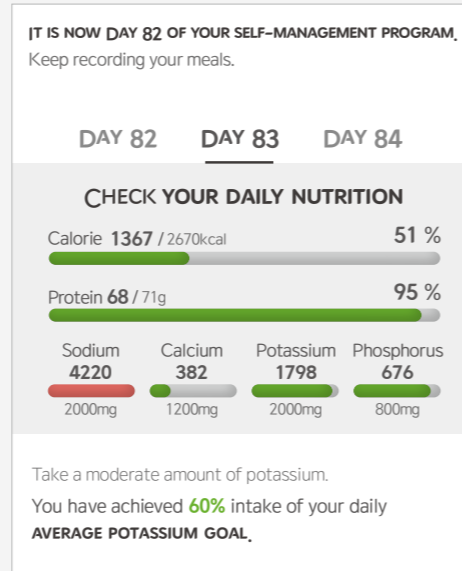 IT IS NOW DAY 82 OF YOUR SELF-MANAGEMENT PROGRAM.
Keep recording your meals.
DAY 82 DAY 83 DAY 84
CHECK YOUR DAILY NUTRITION
Calorie 1367 / 2670kcal 51 %
Protein 68 / 71g 95 %
Sodium Calcium Potassium Phosphorus
4220 382 1798 676
2000mg 1200mg 2000mg 800mg
Take a moderate amount of potassium.
You have achieved 60% intake of your daily
AVERAGE POTASSIUM GOAL.